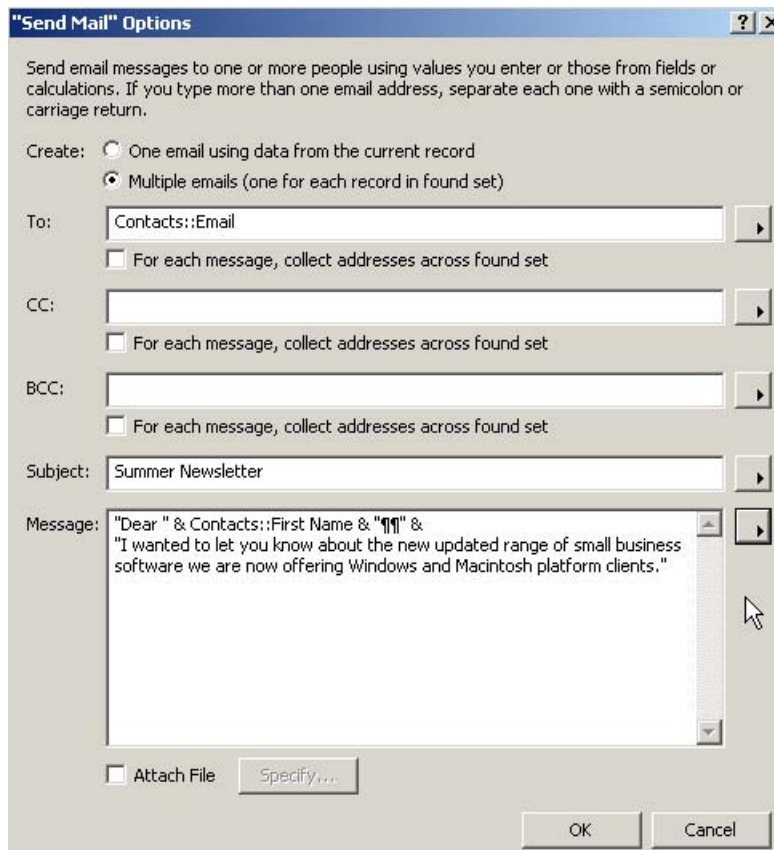 "Send Mail" Options
Send email messages to one or more people using values you enter or those from fields or
calculations. If you type more than one email address, separate each one with a semicolon or
carriage return.
Create: One email using data from the current record
Multiple emails (one for each record in found set)
To: Contacts::Email
For each message, collect addresses across found set
CC:
For each message, collect addresses across found set
BCC:
For each message, collect addresses across found set
Subject: Summer Newsletter
Message: "Dear " & Contacts::First Name & "¶¶" &
"I wanted to let you know about the new updated range of small business
software we are now offering Windows and Macintosh platform clients."
Attach File Specify...
OK Cancel